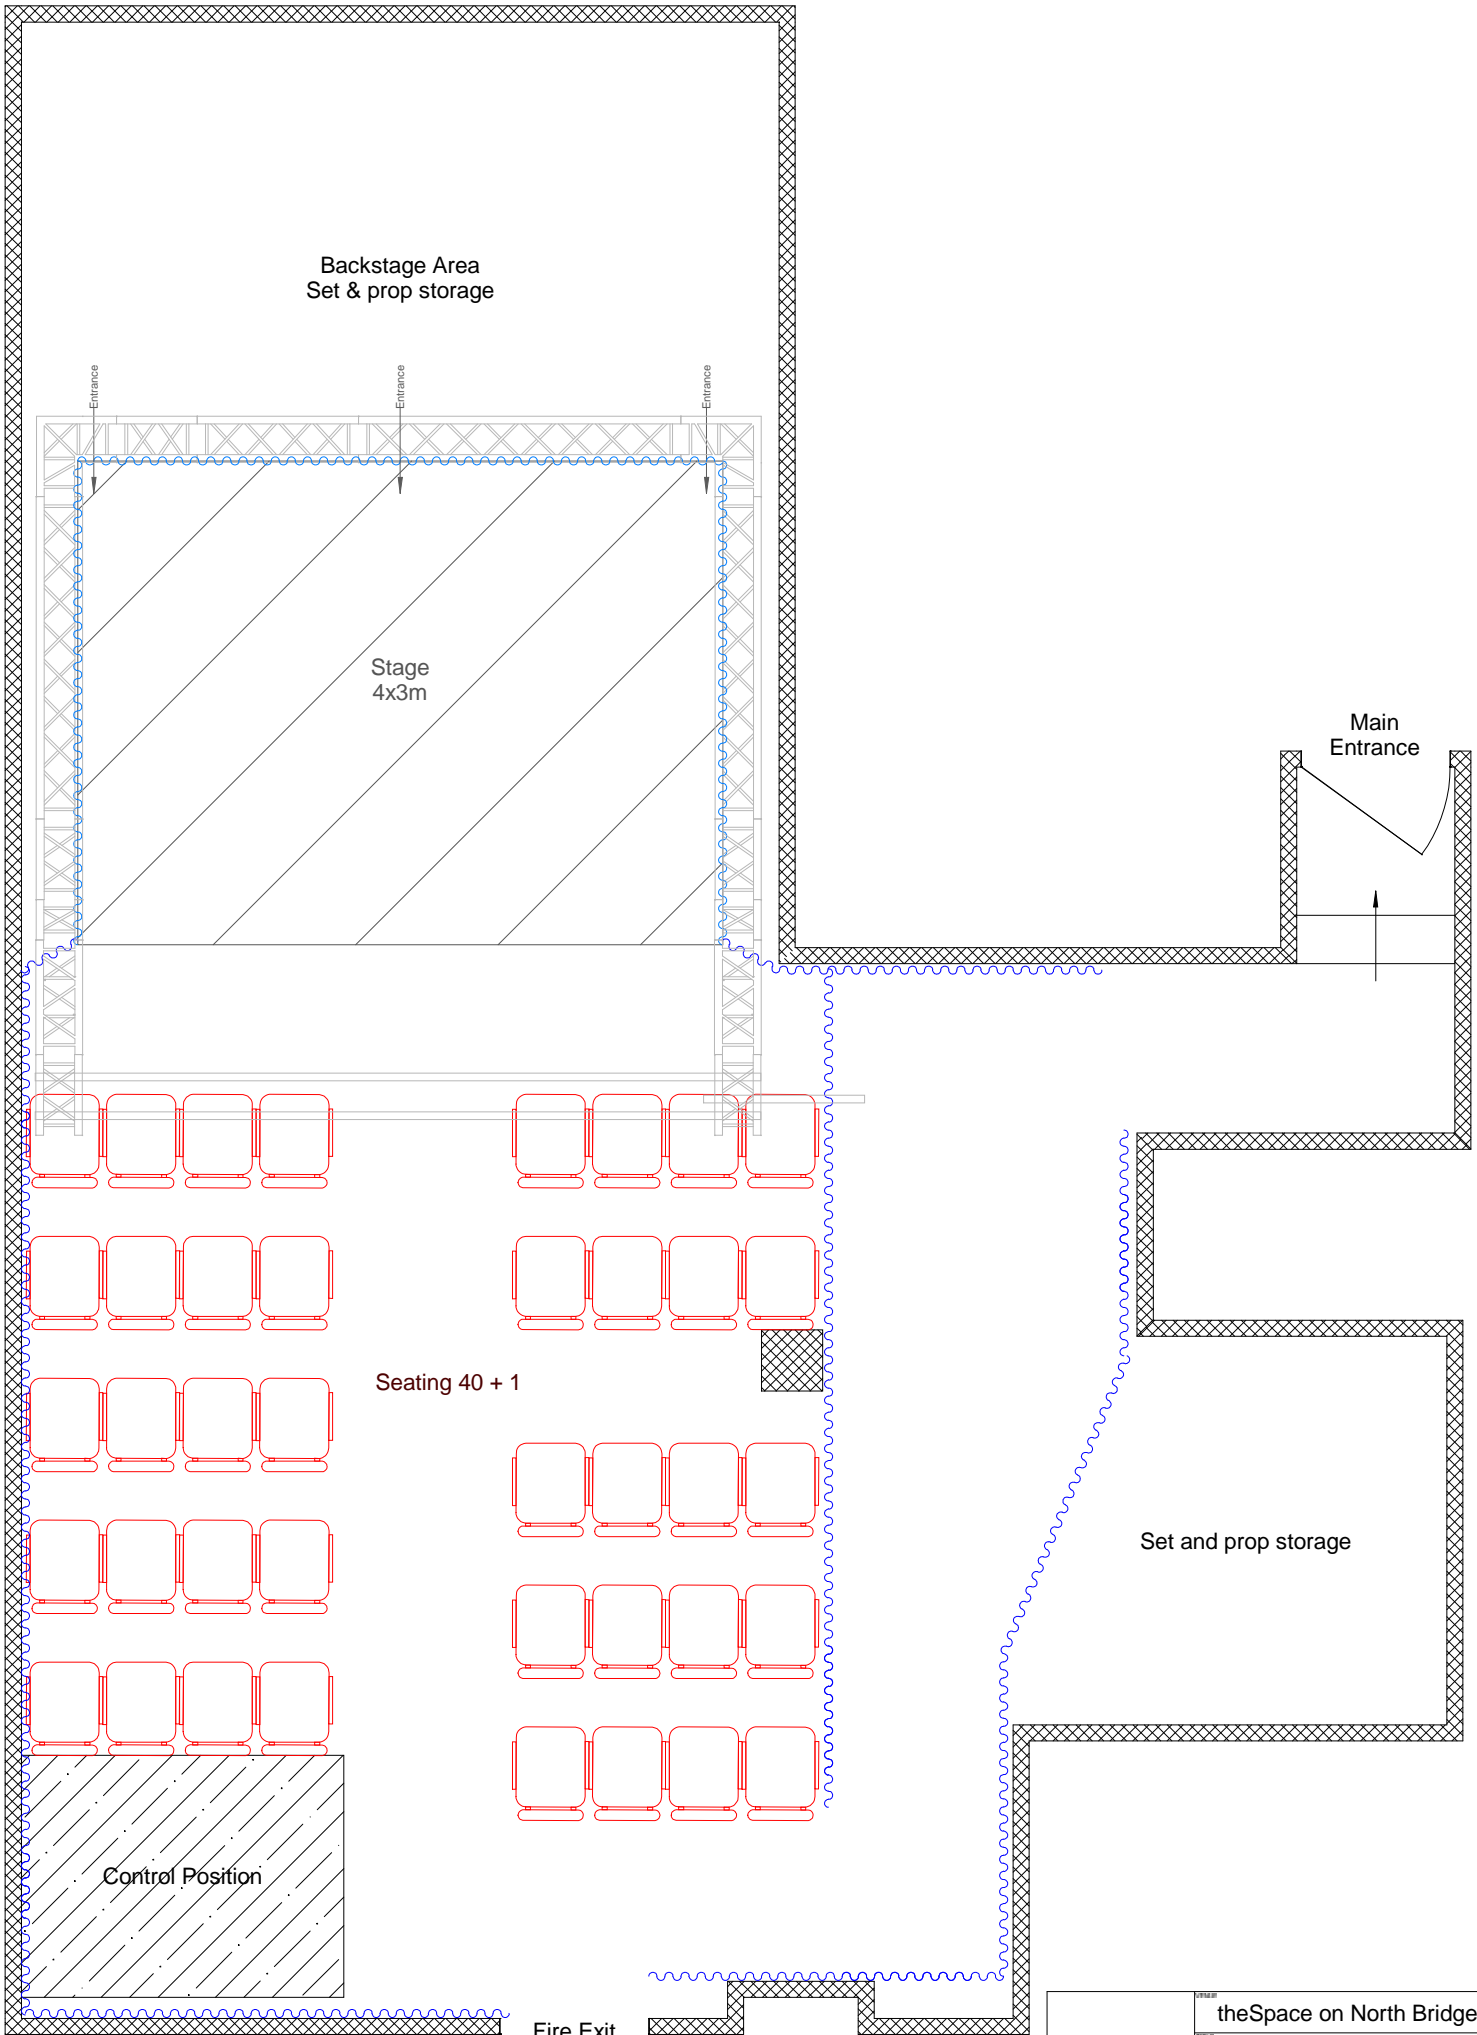 Backstage Area
Set & prop storage
Entrance
Entrance
Entrance
Stage
4x3m
Main
Entrance
Seating 40 + 1
Set and prop storage
Control Position
theSpace on North Bridge
Fire Exit